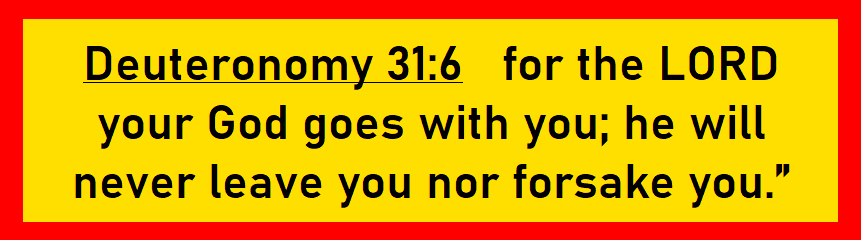 Deuteronomy 31:6 for the LORD
your God goes with you; he will
never leave you nor forsake you.”